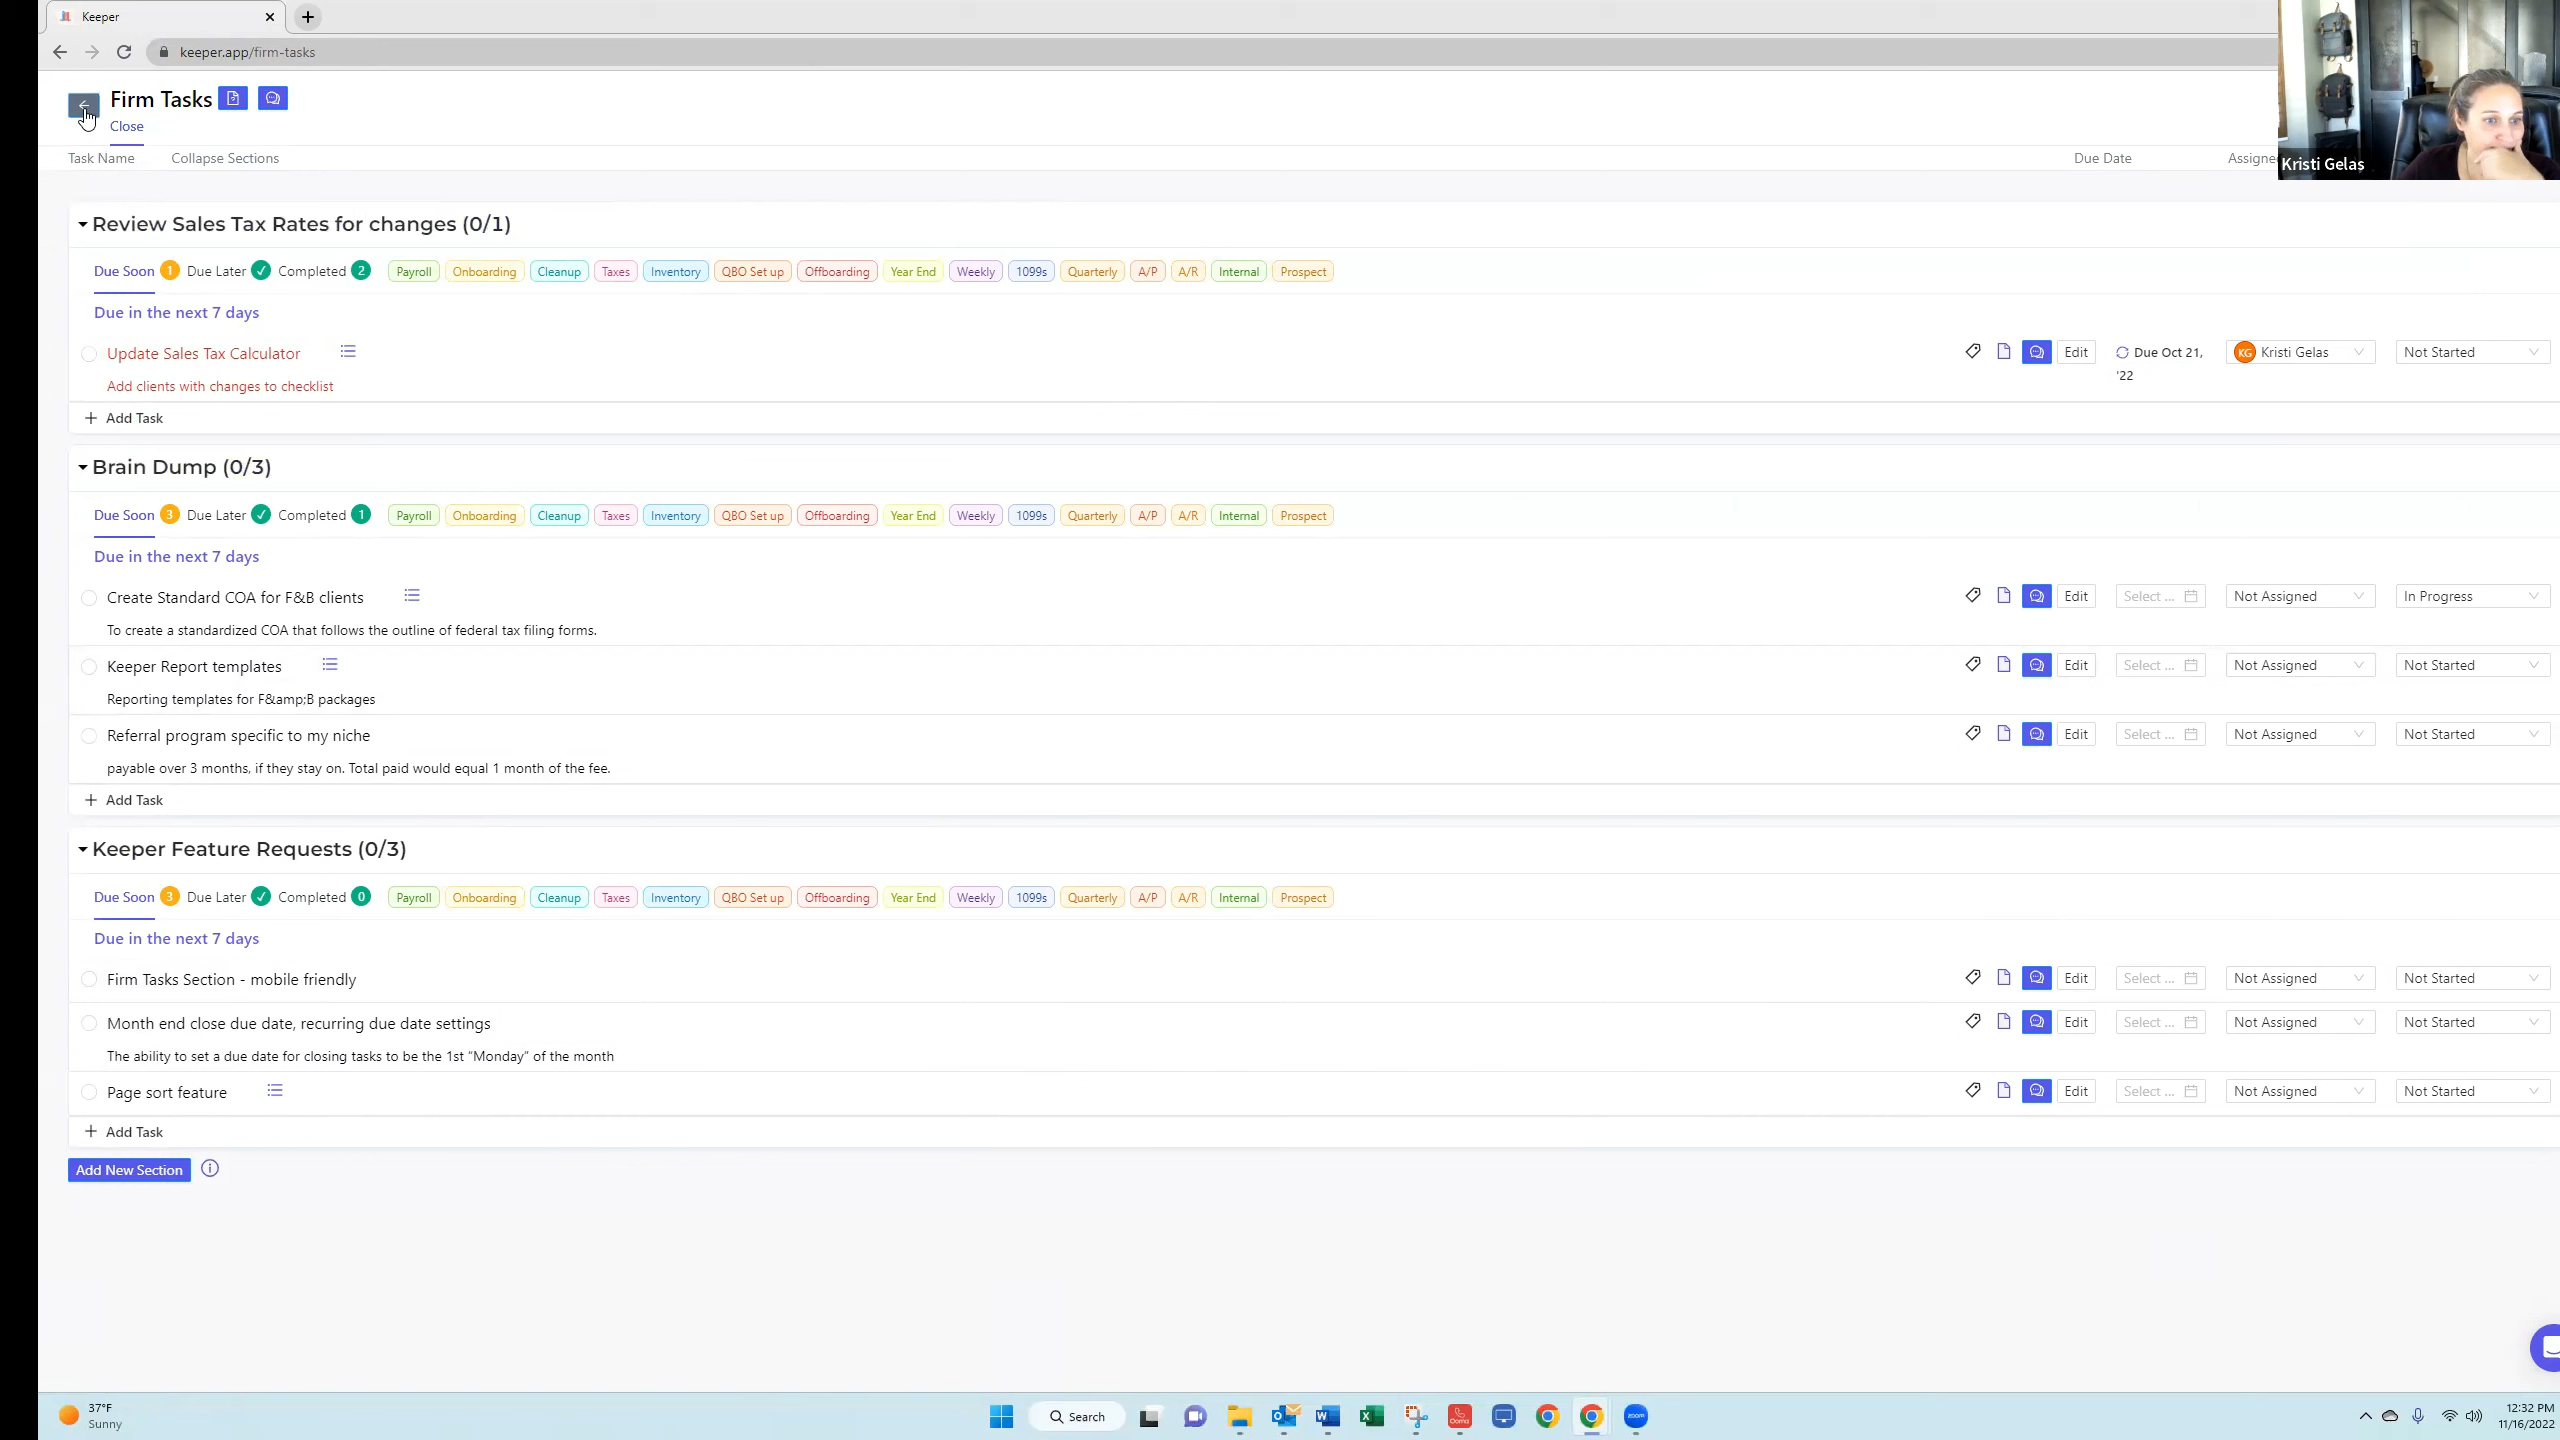 Keeper
keeper.app/firm-tasks
Firm Tasks
Close
Task Name Collapse Sections Due Date Assigne
Kristi Gelas
Review Sales Tax Rates for changes (0/1)
Due Soon 1 Due Later Completed 2 Payroll Onboarding Cleanup Taxes Inventory QBO Set up Offboarding Year End Weekly 1099s Quarterly A/P A/R Internal Prospect
Due in the next 7 days
Update Sales Tax Calculator Edit Due Oct 21, '22 KG Kristi Gelas Not Started
Add clients with changes to checklist
+ Add Task
Brain Dump (0/3)
Due Soon 3 Due Later Completed 1 Payroll Onboarding Cleanup Taxes Inventory QBO Set up Offboarding Year End Weekly 1099s Quarterly A/P A/R Internal Prospect
Due in the next 7 days
Create Standard COA for F&B clients Edit Select ... Not Assigned In Progress
To create a standardized COA that follows the outline of federal tax filing forms.
Keeper Report templates Edit Select ... Not Assigned Not Started
Reporting templates for F&amp;B packages
Referral program specific to my niche Edit Select ... Not Assigned Not Started
payable over 3 months, if they stay on. Total paid would equal 1 month of the fee.
+ Add Task
Keeper Feature Requests (0/3)
Due Soon 3 Due Later Completed 0 Payroll Onboarding Cleanup Taxes Inventory QBO Set up Offboarding Year End Weekly 1099s Quarterly A/P A/R Internal Prospect
Due in the next 7 days
Firm Tasks Section - mobile friendly Edit Select ... Not Assigned Not Started
Month end close due date, recurring due date settings Edit Select ... Not Assigned Not Started
The ability to set a due date for closing tasks to be the 1st “Monday” of the month
Page sort feature Edit Select ... Not Assigned Not Started
+ Add Task
Add New Section
37°F
Sunny
Search
Ooma
zoom
12:32 PM
11/16/2022